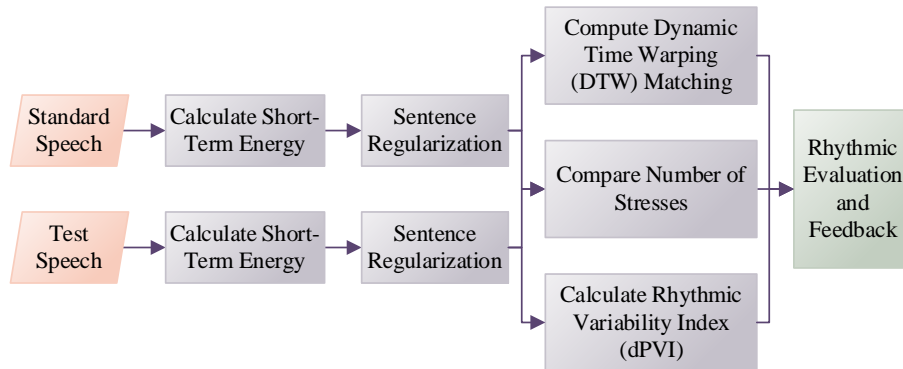 Standard
Speech
Calculate Short-
Term Energy
Sentence
Regularization
Test
Speech
Calculate Short-
Term Energy
Sentence
Regularization
Compute Dynamic
Time Warping
(DTW) Matching
Compare Number of
Stresses
Calculate Rhythmic
Variability Index
(dPVI)
Rhythmic
Evaluation
and
Feedback